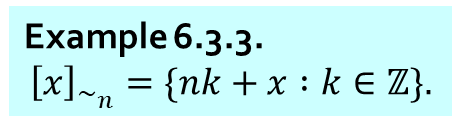 Example 6.3.3.
[𝑥]∼𝑛 = {𝑛𝑘 + 𝑥 : 𝑘 ∈ ℤ}.